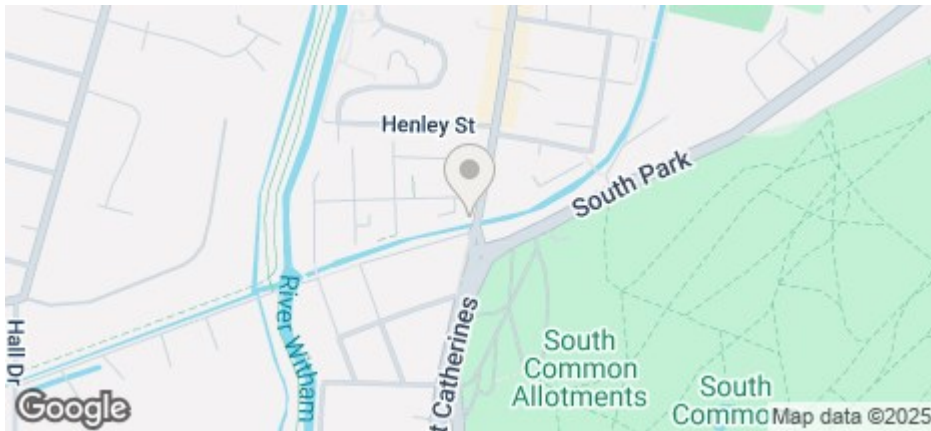 Henley St
South Park
River Witham
Hall Dr
t Catherines
South
Common
Allotments
South
Commo
Google
Map data ©2025